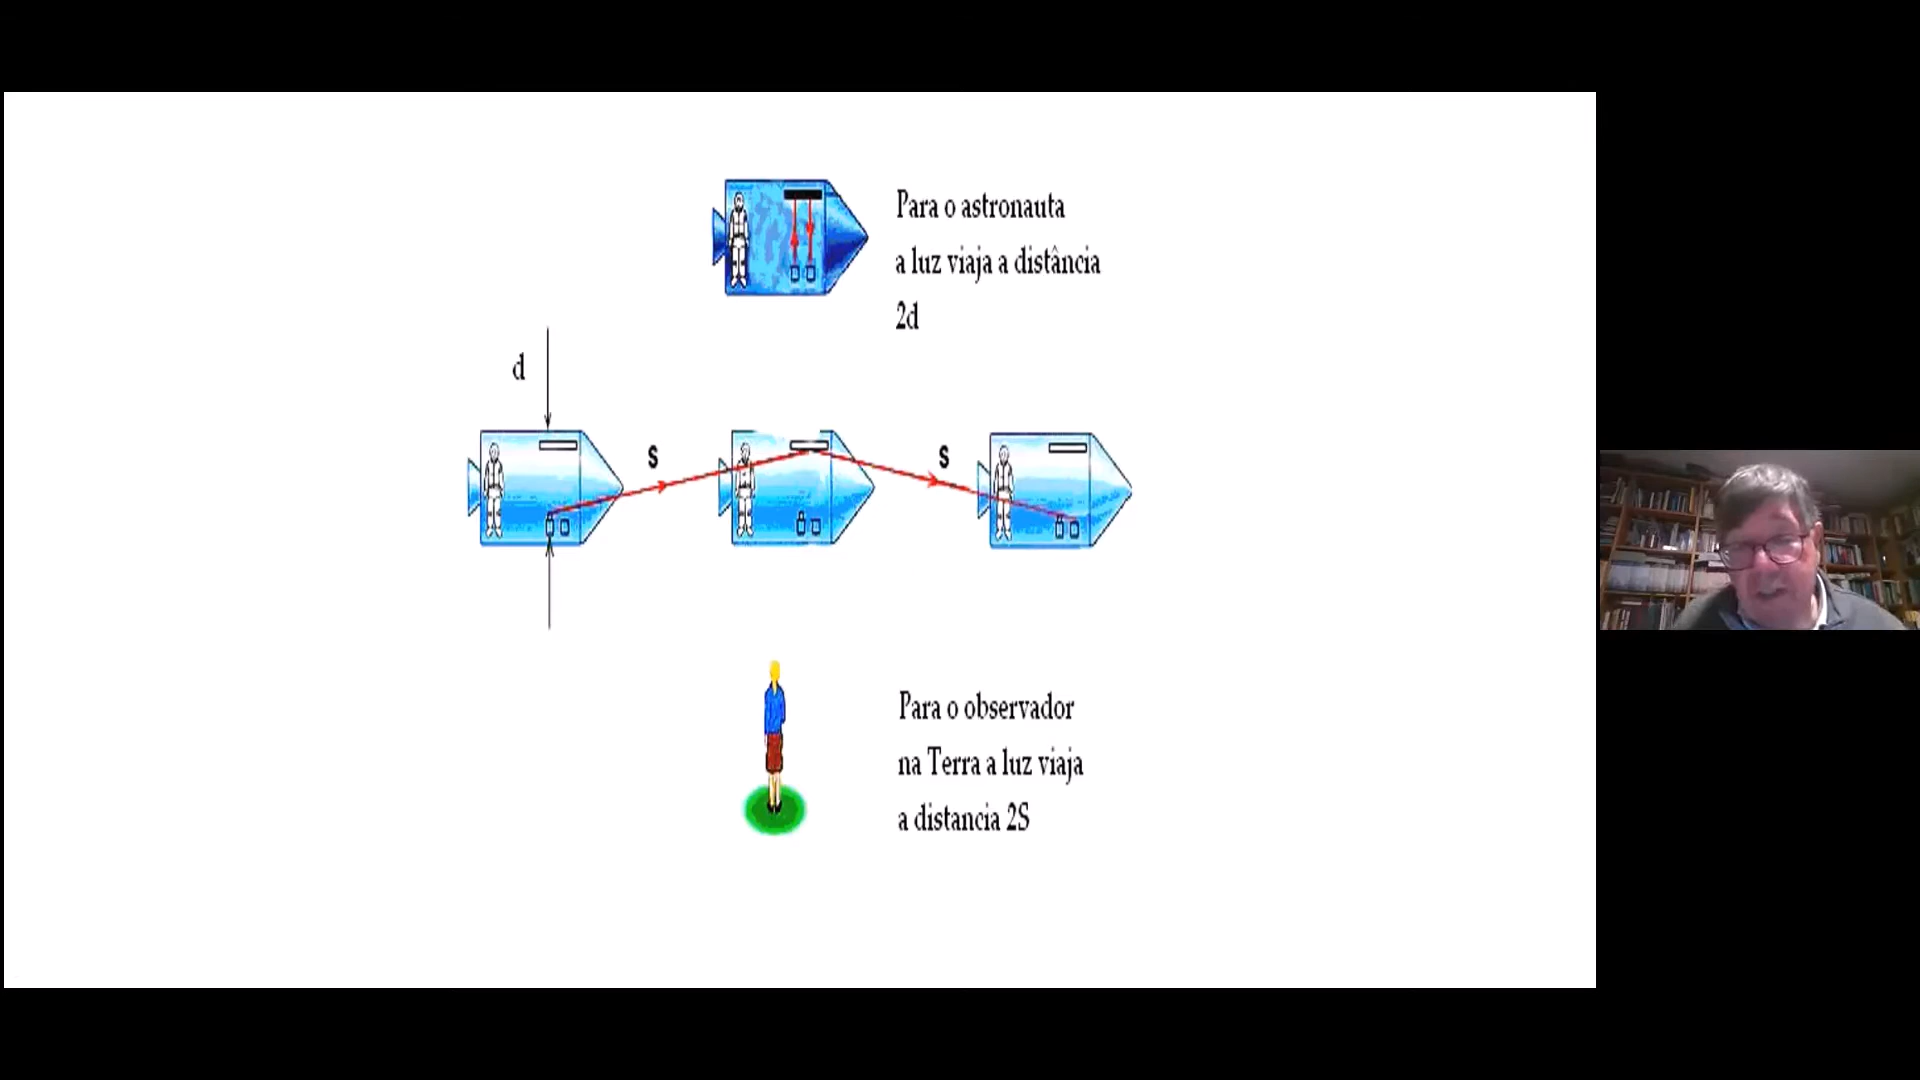 Para o astronauta
a luz viaja a distância
2d
d
S
S
Para o observador
na Terra a luz viaja
a distancia 2S